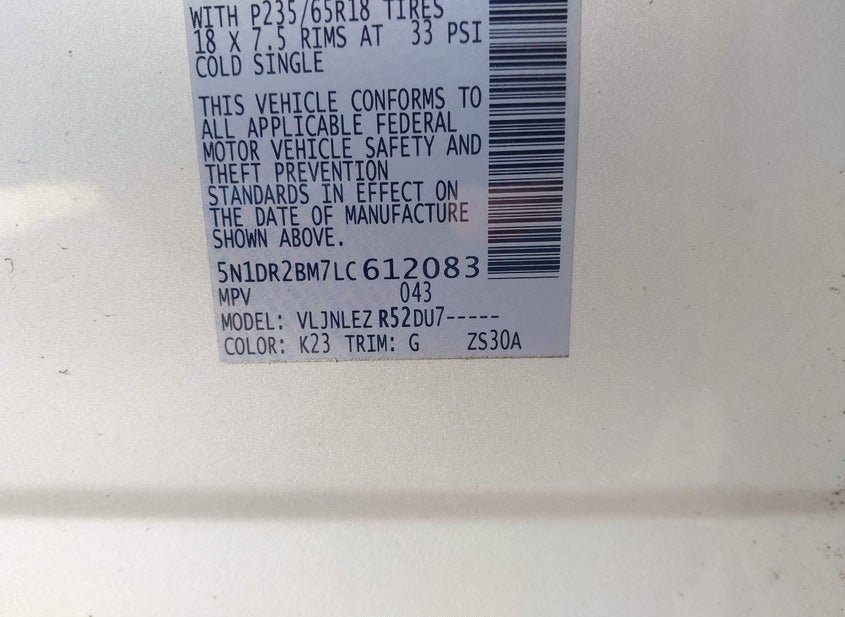 WITH P235/65R18 TIRES
18 X 7.5 RIMS AT 33 PSI
COLD SINGLE
THIS VEHICLE CONFORMS TO
ALL APPLICABLE FEDERAL
MOTOR VEHICLE SAFETY AND
THEFT PREVENTION
STANDARDS IN EFFECT ON
THE DATE OF MANUFACTURE
SHOWN ABOVE.
5N1DR2BM7LC612083
MPV 043
MODEL: VLJNLEZ R52DU7-----
COLOR: K23 TRIM: G ZS30A